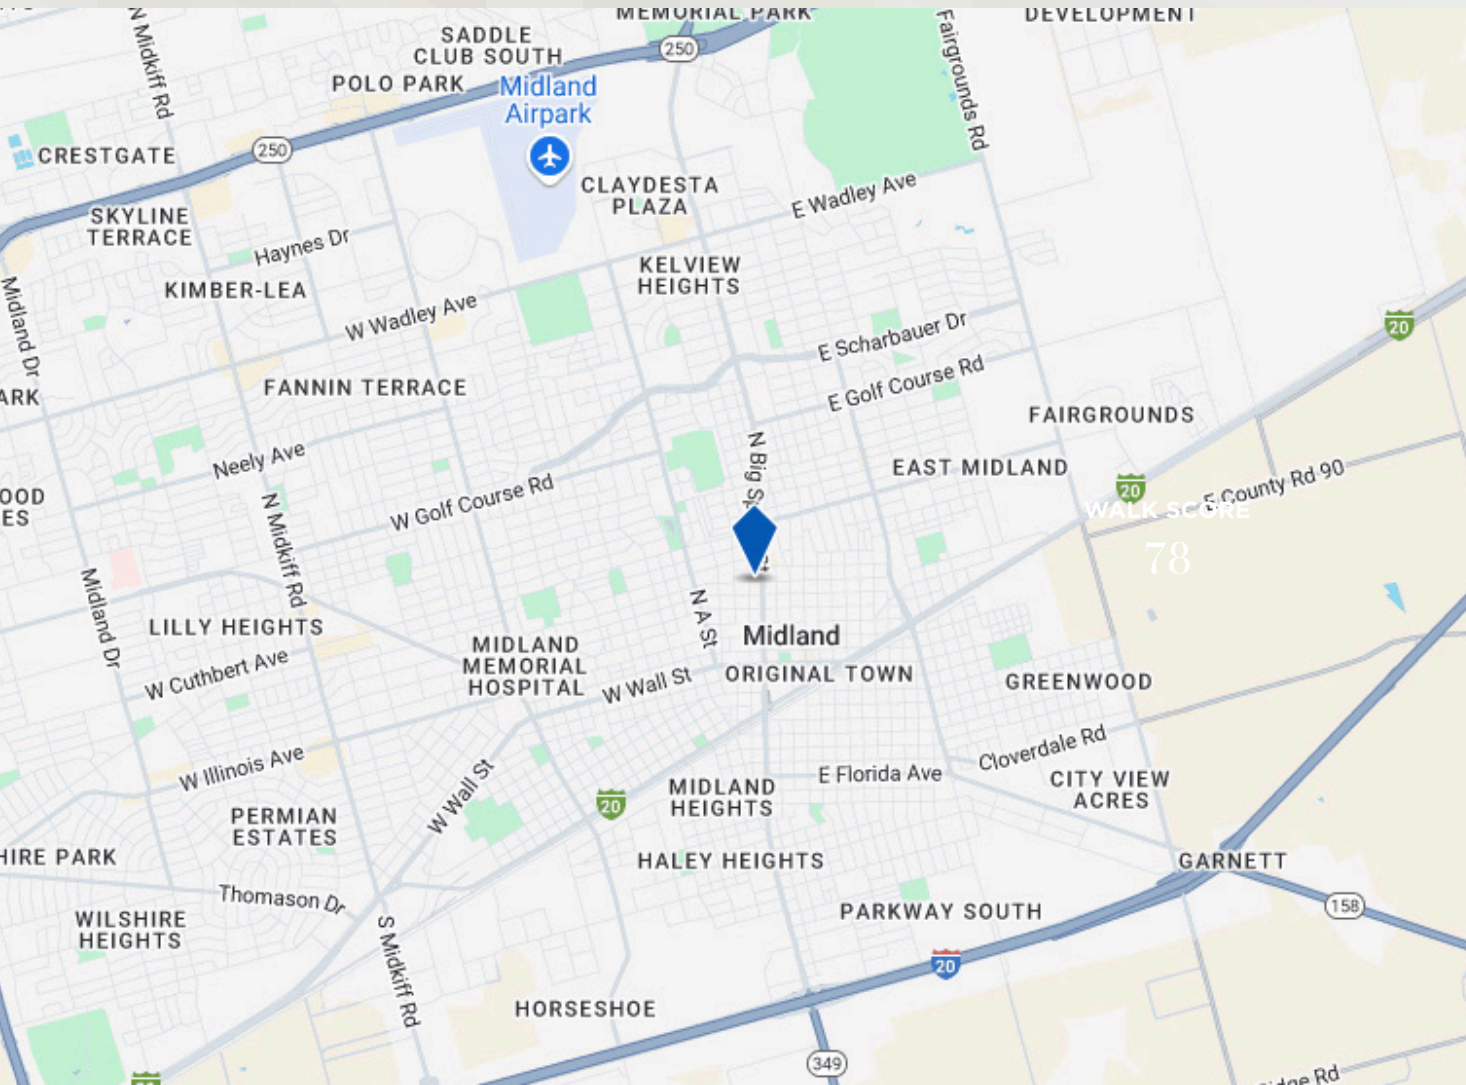 MEMORIAL PARK
DEVELOPMENT
N Midkiff Rd
SADDLE
CLUB SOUTH
250
Fairgrounds Rd
POLO PARK
Midland
Airpark
CRESTGATE
250
CLAYDESTA
PLAZA
E Wadley Ave
SKYLINE
TERRACE
Haynes Dr
KELVIEW
HEIGHTS
KIMBER-LEA
Midland Dr
W Wadley Ave
E Scharbauer Dr
20
E Golf Course Rd
FANNIN TERRACE
ARK
FAIRGROUNDS
Neely Ave
N Big Sp
EAST MIDLAND
E County Rd 90
20
OOD
ES
W Golf Course Rd
N Midkiff Rd
WALK SCORE
78
Midland Dr
N A St
LILLY HEIGHTS
Midland
MIDLAND
MEMORIAL
HOSPITAL
W Cuthbert Ave
W Wall St
ORIGINAL TOWN
GREENWOOD
Cloverdale Rd
W Illinois Ave
W Wall St
E Florida Ave
CITY VIEW
ACRES
MIDLAND
HEIGHTS
20
PERMIAN
ESTATES
HIRE PARK
HALEY HEIGHTS
GARNETT
Thomason Dr
158
PARKWAY SOUTH
WILSHIRE
HEIGHTS
S Midkiff Rd
20
HORSESHOE
349
idge Rd